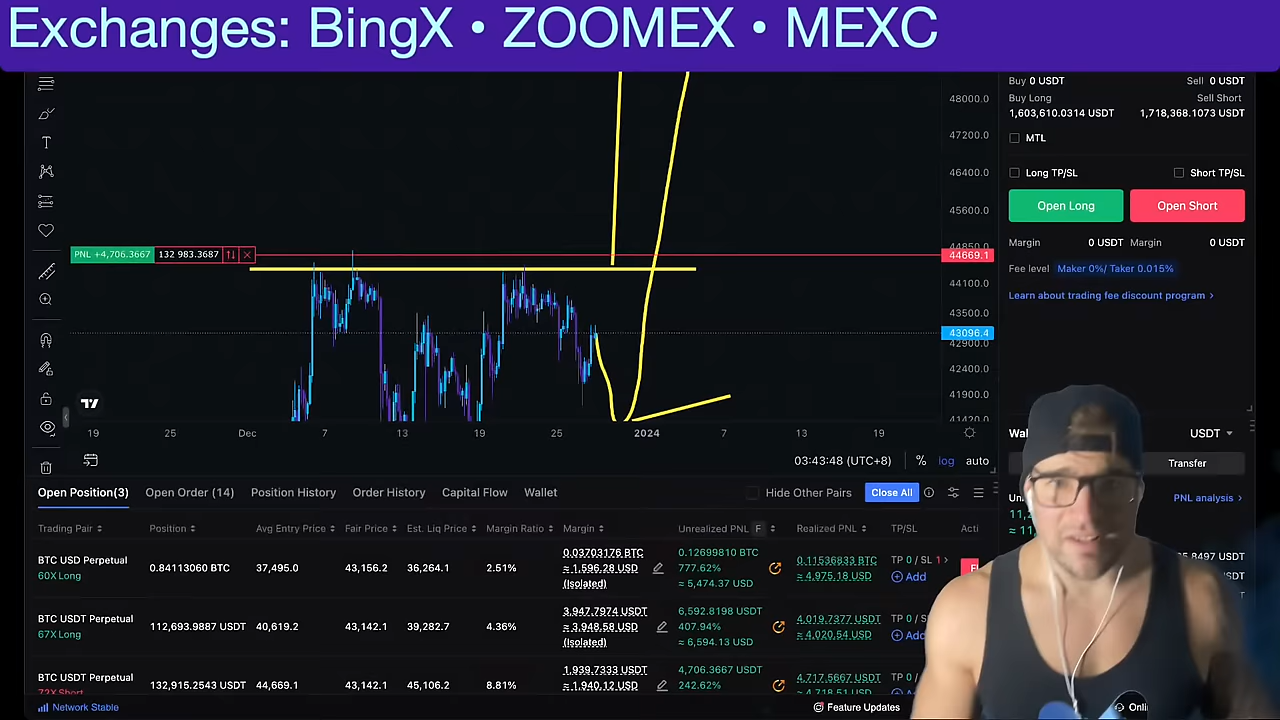 Exchanges: BingX • ZOOMEX • MEXC
Buy 0 USDT Sell 0 USDT
Buy Long Sell Short
1,603,610.0314 USDT 1,718,368.1073 USDT
MTL
Long TP/SL Short TP/SL
Open Long Open Short
Margin 0 USDT Margin 0 USDT
Fee level Maker 0%/ Taker 0.015%
Learn about trading fee discount program >
48000.0
47200.0
46400.0
45600.0
44850.0
PNL +4,706.3667 132 983.3687 44669.1
44100.0
43500.0
43096.4
42900.0
42400.0
41900.0
41420.0
19 25 Dec 7 13 19 25 2024 7 13 19
03:43:48 (UTC+8) % log auto
USDT
Transfer
PNL analysis >
Open Position(3) Open Order (14) Position History Order History Capital Flow Wallet Hide Other Pairs Close All
Trading Pair Position Avg Entry Price Fair Price Est. Liq Price Margin Ratio Margin Unrealized PNL F Realized PNL TP/SL
BTC USD Perpetual
60X Long
0.84113060 BTC 37,495.0 43,156.2 36,264.1 2.51%
0.03703176 BTC
≈ 1,596.28 USD
(Isolated)
0.12699810 BTC
777.62%
≈ 5,474.37 USD
0.11536833 BTC
≈ 4,975.18 USD
TP 0 / SL 1 >
Add
BTC USDT Perpetual
67X Long
112,693.9887 USDT 40,619.2 43,142.1 39,282.7 4.36%
3,947.7974 USDT
≈ 3,948.58 USD
(Isolated)
6,592.8198 USDT
407.94%
≈ 6,594.13 USD
4,019.7377 USDT
≈ 4,020.54 USD
TP 0 /
Add
BTC USDT Perpetual
72X Short
132,915.2543 USDT 44,669.1 43,142.1 45,106.2 8.81%
1,939.7333 USDT
≈ 1,940.12 USD
4,706.3667 USDT
242.62%
4,717.5667 USDT
≈ 4,718.51 USD
TP 0 /
Network Stable Feature Updates